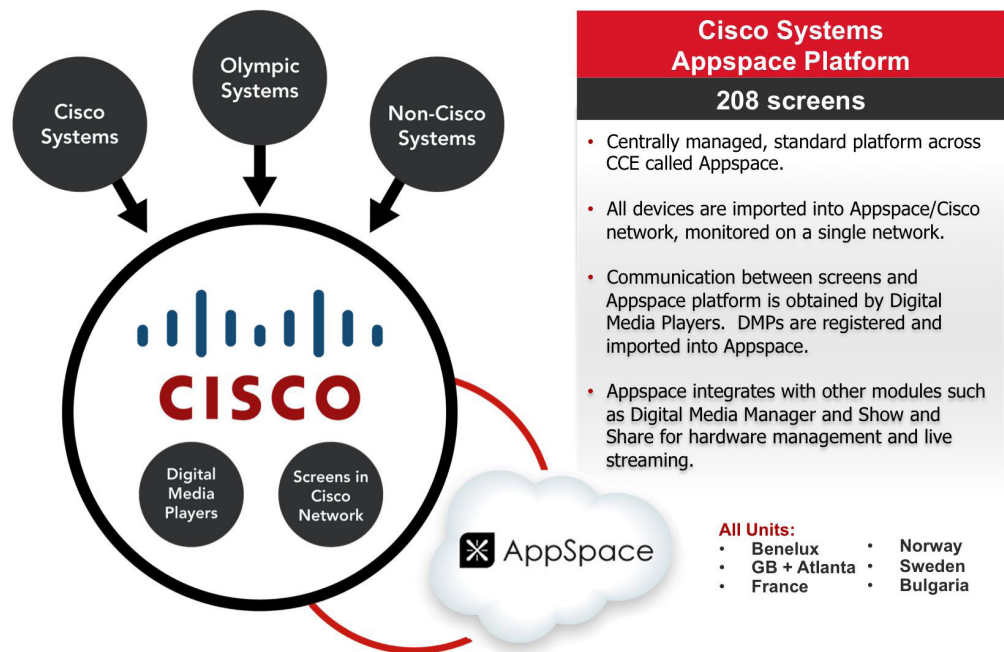 Cisco
Systems
Olympic
Systems
Non-Cisco
Systems
CISCO
Digital
Media
Players
Screens in
Cisco
Network
AppSpace
Cisco Systems
Appspace Platform
208 screens
• Centrally managed, standard platform across
CCE called Appspace.
• All devices are imported into Appspace/Cisco
network, monitored on a single network.
• Communication between screens and
Appspace platform is obtained by Digital
Media Players.  DMPs are registered and
imported into Appspace.
• Appspace integrates with other modules such
as Digital Media Manager and Show and
Share for hardware management and live
streaming.
All Units:
• Benelux
• GB + Atlanta
• France
• Norway
• Sweden
• Bulgaria